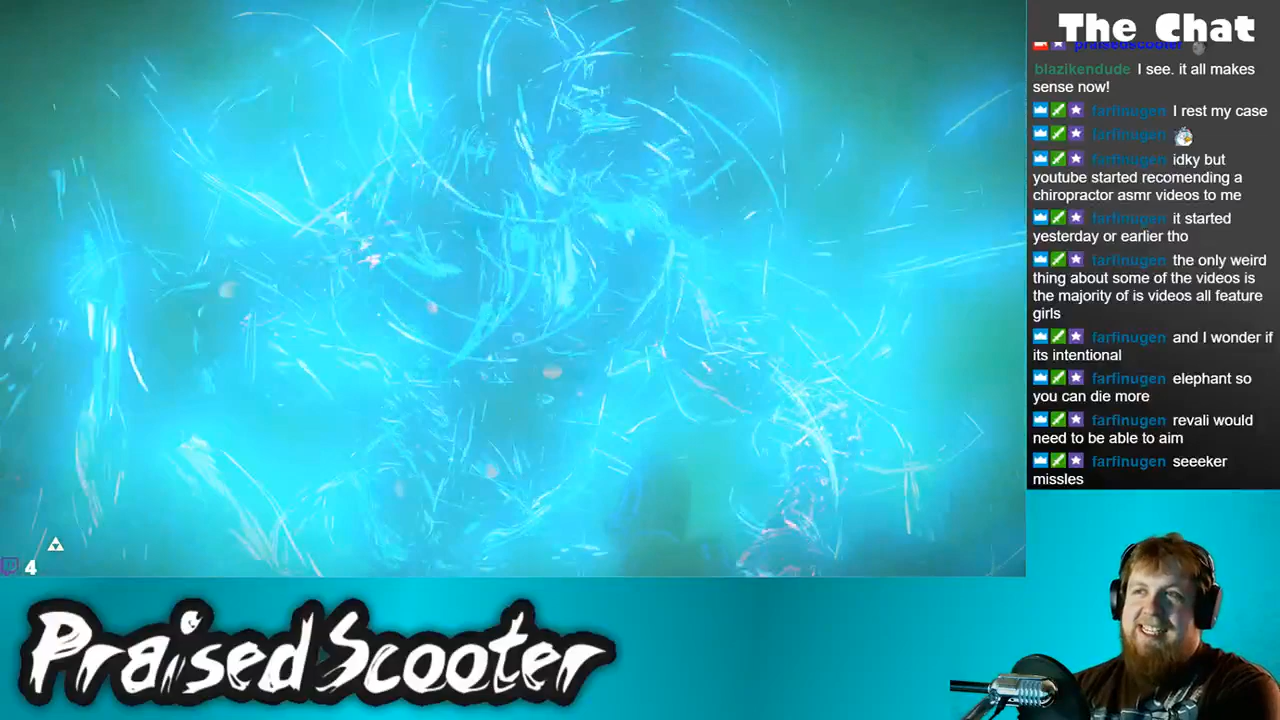 The Chat
praisedscooter
blazikendude I see. it all makes
sense now!
farfinugen I rest my case
farfinugen
farfinugen idky but
youtube started recomending a
chiropractor asmr videos to me
farfinugen it started
yesterday or earlier tho
farfinugen the only weird
thing about some of the videos is
the majority of is videos all feature
girls
farfinugen and I wonder if
its intentional
farfinugen elephant so
you can die more
farfinugen revali would
need to be able to aim
farfinugen seeeker
missles
4
PraisedScooter